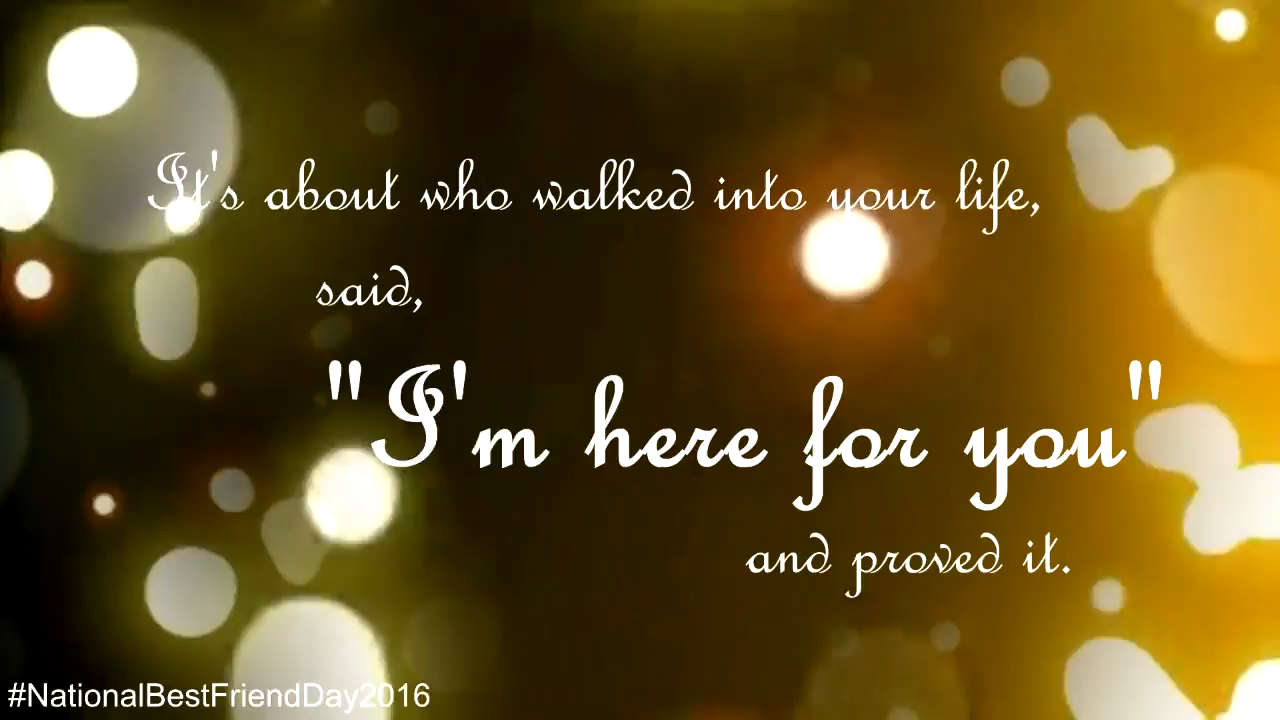 It's about who walked into your life,
said,
"I'm here for you"
and proved it.
#NationalBestFriendDay2016